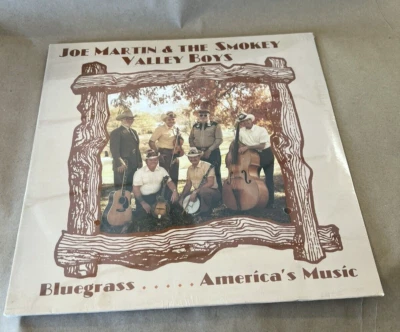 JOE MARTIN & THE SMOKEY
VALLEY BOYS
Bluegrass . . . . . America's Music